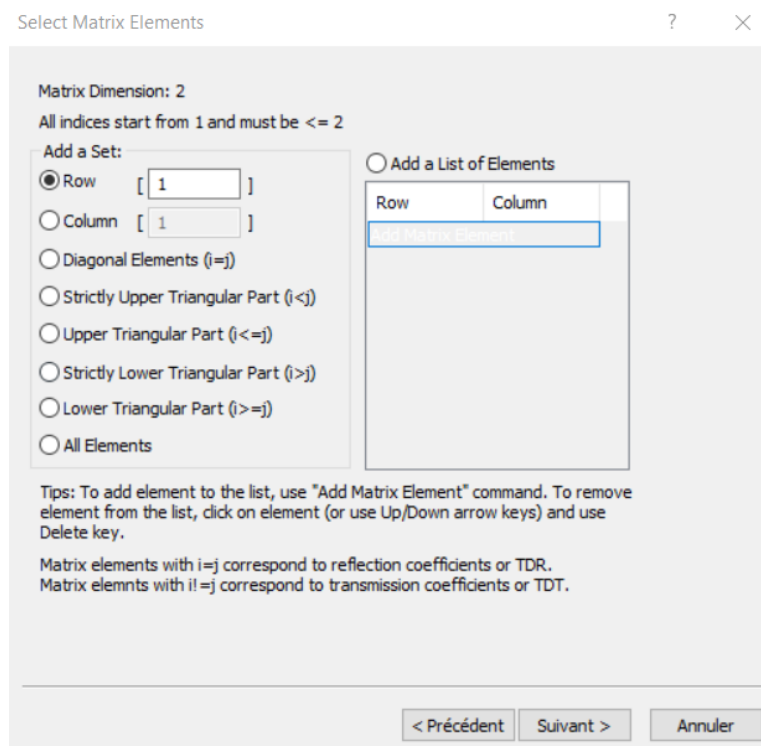 Select Matrix Elements ?
Matrix Dimension: 2
All indices start from 1 and must be <= 2
Add a Set:
Row [ 1 ]
Column [ 1 ]
Diagonal Elements (i=j)
Strictly Upper Triangular Part (i<j)
Upper Triangular Part (i<=j)
Strictly Lower Triangular Part (i>j)
Lower Triangular Part (i>=j)
All Elements
Add a List of Elements
Row Column
Add Matrix Element
Tips: To add element to the list, use "Add Matrix Element" command. To remove
element from the list, click on element (or use Up/Down arrow keys) and use
Delete key.
Matrix elements with i=j correspond to reflection coefficients or TDR.
Matrix elemnts with i!=j correspond to transmission coefficients or TDT.
< Précédent Suivant > Annuler